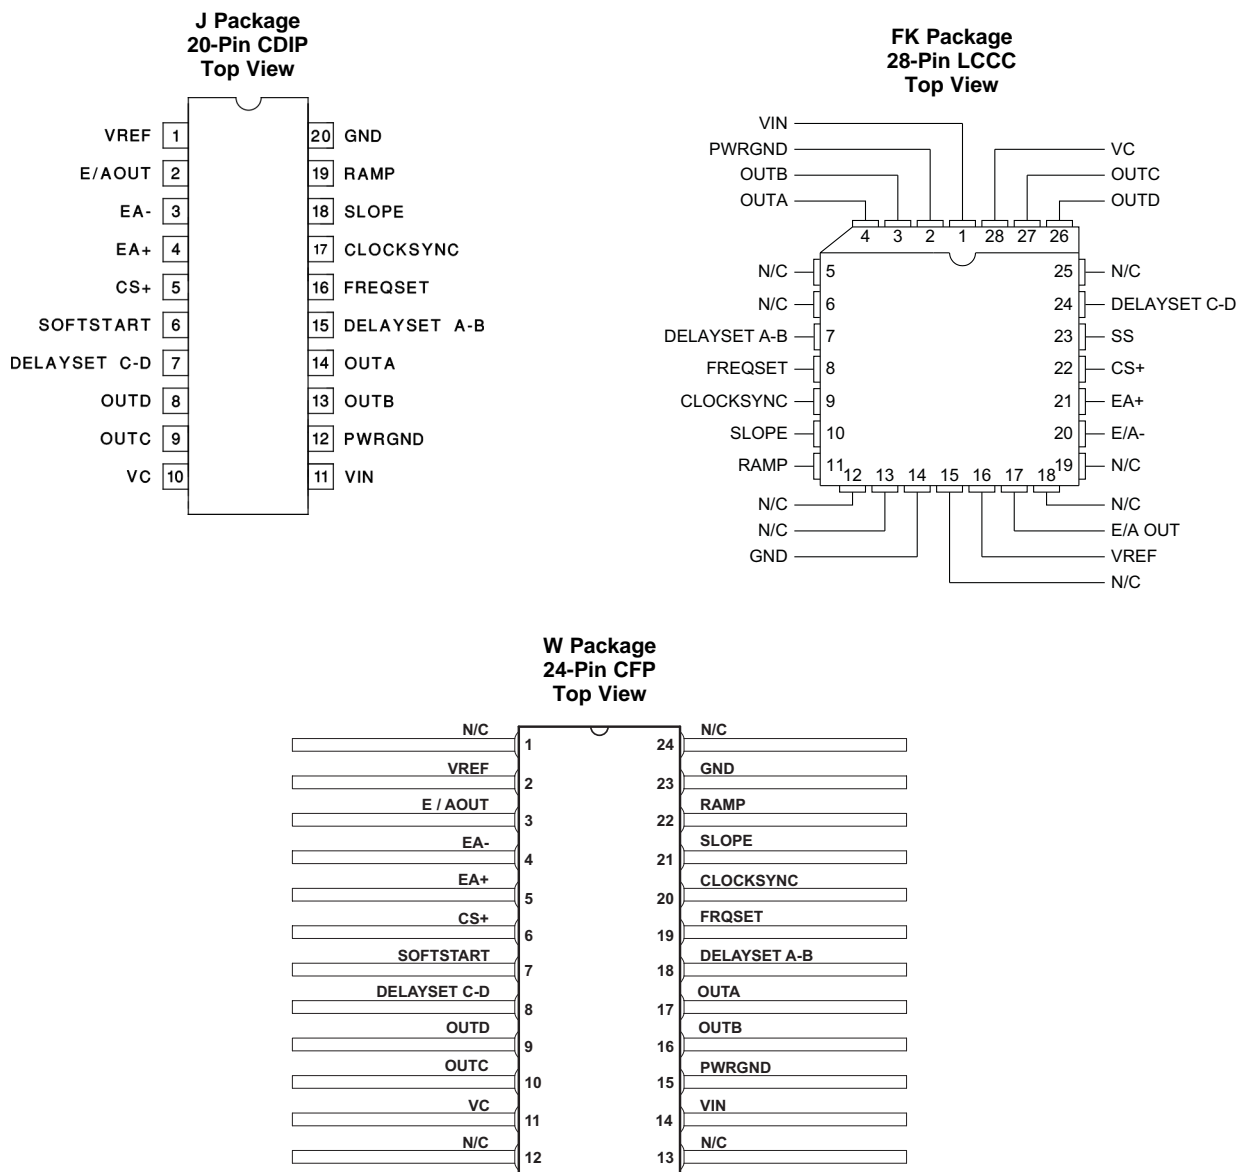 J Package
20-Pin CDIP
Top View
VREF 1
20 GND
E/AOUT 2
19 RAMP
EA- 3
18 SLOPE
EA+ 4
17 CLOCKSYNC
CS+ 5
16 FREQSET
SOFTSTART 6
15 DELAYSET A-B
DELAYSET C-D 7
14 OUTA
OUTD 8
13 OUTB
OUTC 9
12 PWRGND
VC 10
11 VIN
FK Package
28-Pin LCCC
Top View
VIN
PWRGND
OUTB
OUTA
VC
OUTC
OUTD
4 3 2 1 28 27 26
N/C 5
25 N/C
N/C 6
24 DELAYSET C-D
DELAYSET A-B 7
23 SS
FREQSET 8
22 CS+
CLOCKSYNC 9
21 EA+
SLOPE 10
20 E/A-
RAMP 11
19 N/C
12 13 14 15 16 17 18
N/C
N/C
GND
N/C
E/A OUT
VREF
N/C
W Package
24-Pin CFP
Top View
N/C 1
24 N/C
VREF 2
23 GND
E / AOUT 3
22 RAMP
EA- 4
21 SLOPE
EA+ 5
20 CLOCKSYNC
CS+ 6
19 FRQSET
SOFTSTART 7
18 DELAYSET A-B
DELAYSET C-D 8
17 OUTA
OUTD 9
16 OUTB
OUTC 10
15 PWRGND
VC 11
14 VIN
N/C 12
13 N/C